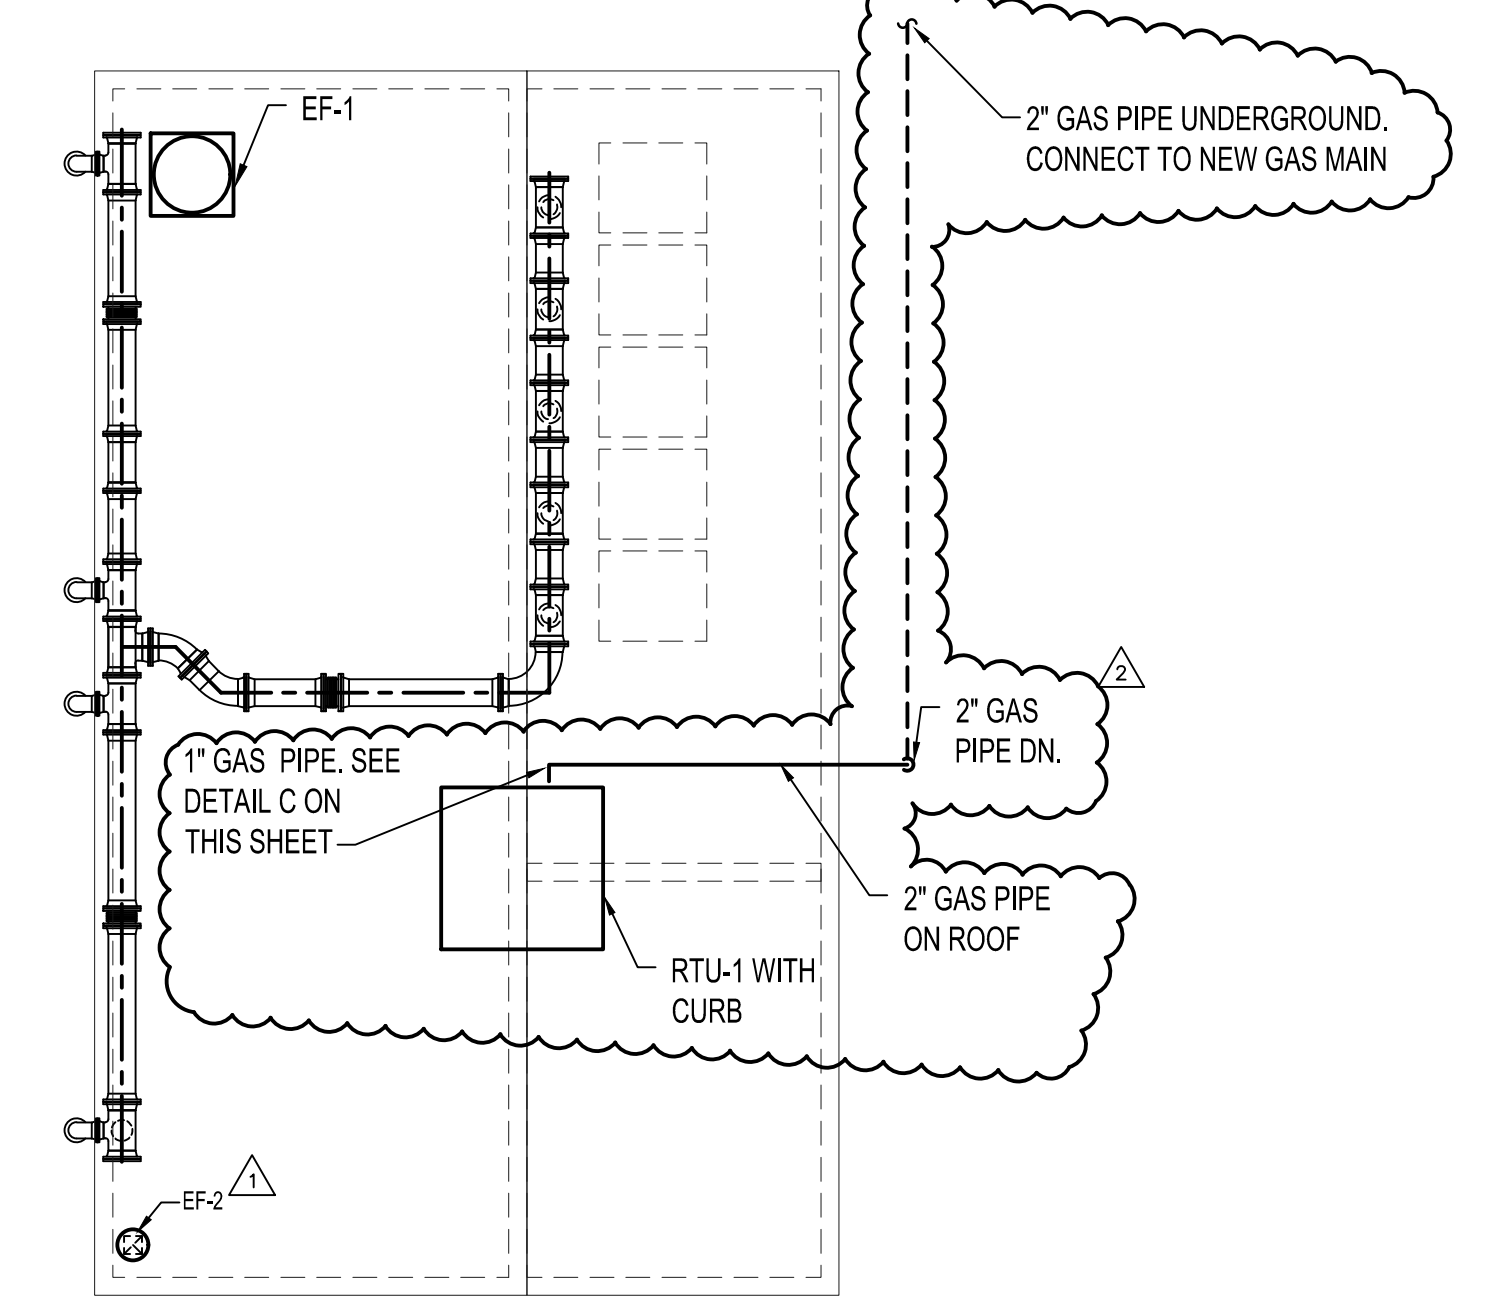 EF-1
2" GAS PIPE UNDERGROUND.
CONNECT TO NEW GAS MAIN
2
2" GAS
PIPE DN.
1" GAS PIPE. SEE
DETAIL C ON
THIS SHEET
2" GAS PIPE
ON ROOF
RTU-1 WITH
CURB
1
EF-2